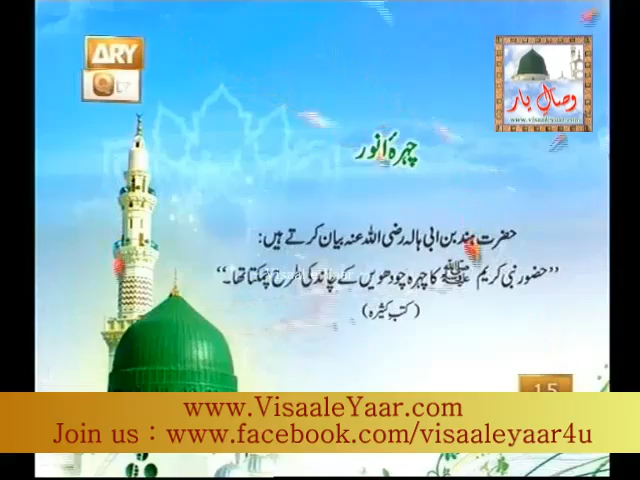 ARY
Q
وصالِ یار
www.visaaleyaar.com
چہرۂ انور
حضرت ہند بن ابی ہالہ رضی اللہ عنہ بیان کرتے ہیں:
”حضور نبی کریم ﷺ کا چہرہ چودھویں کے چاند کی طرح چمکتا تھا۔“
(کتبِ کثیرہ)
15
www.VisaaleYaar.com
Join us : www.facebook.com/visaaleyaar4u